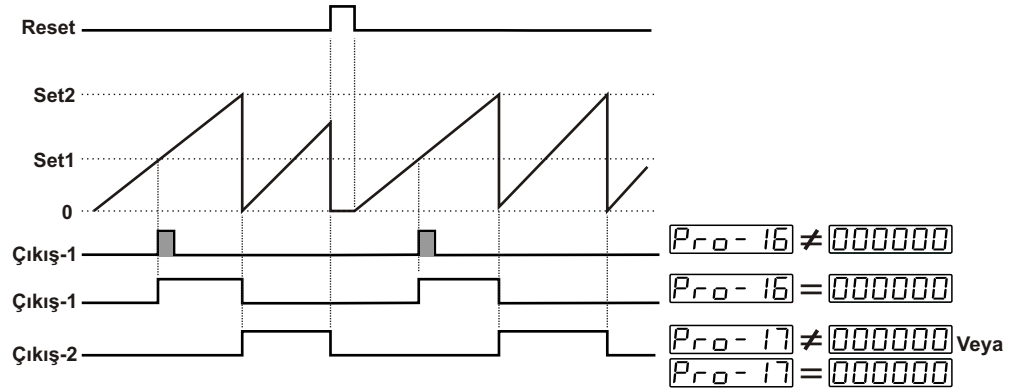 Reset
Set2
Set1
0
Çıkış-1 Pro-16 ≠ 000000
Çıkış-1 Pro-16 = 000000
Çıkış-2 Pro-17 ≠ 000000 Veya
Pro-17 = 000000